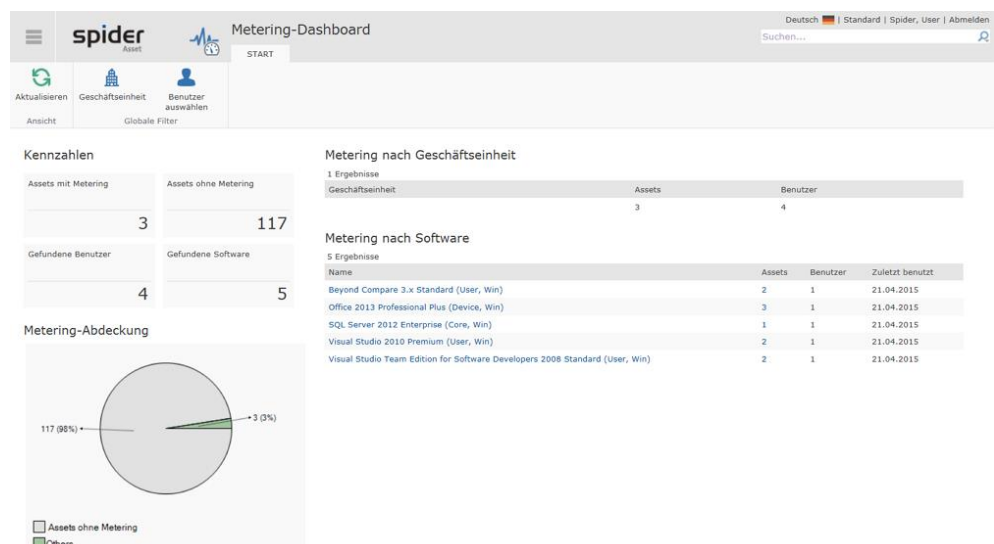 Deutsch | Standard | Spider, User | Abmelden
spider
Asset
Metering-Dashboard
Suchen...
START
Aktualisieren
Geschäftseinheit
Benutzer
auswählen
Ansicht
Globale Filter
Kennzahlen
Assets mit Metering
3
Assets ohne Metering
117
Gefundene Benutzer
4
Gefundene Software
5
Metering-Abdeckung
117 (98%)
3 (3%)
Assets ohne Metering
Others
Metering nach Geschäftseinheit
1 Ergebnisse
Geschäftseinheit Assets Benutzer
3 4
Metering nach Software
5 Ergebnisse
Name Assets Benutzer Zuletzt benutzt
Beyond Compare 3.x Standard (User, Win) 2 1 21.04.2015
Office 2013 Professional Plus (Device, Win) 3 1 21.04.2015
SQL Server 2012 Enterprise (Core, Win) 1 1 21.04.2015
Visual Studio 2010 Premium (User, Win) 2 1 21.04.2015
Visual Studio Team Edition for Software Developers 2008 Standard (User, Win) 2 1 21.04.2015